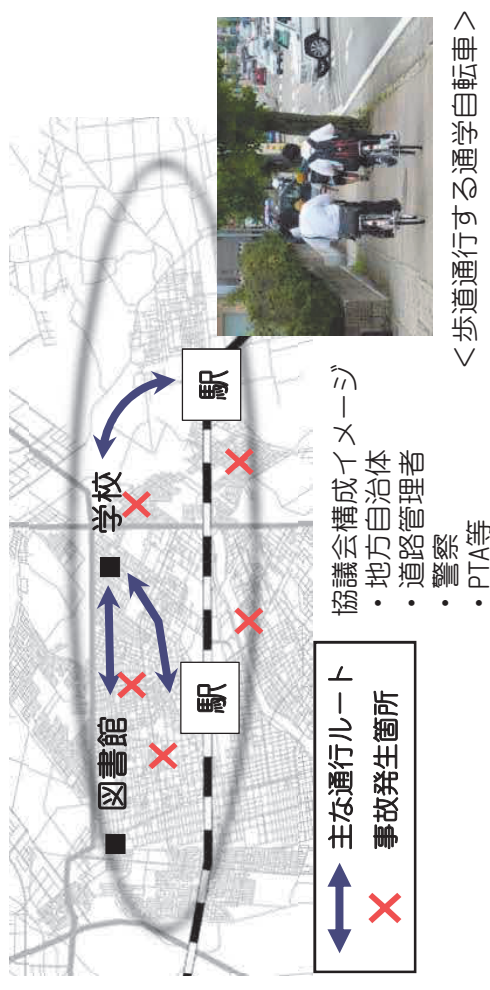 図書館
学校
駅
駅
主な通行ルート
事故発生箇所
協議会構成イメージ
・地方自治体
・道路管理者
・警察
・PTA等
＜歩道通行する通学自転車＞